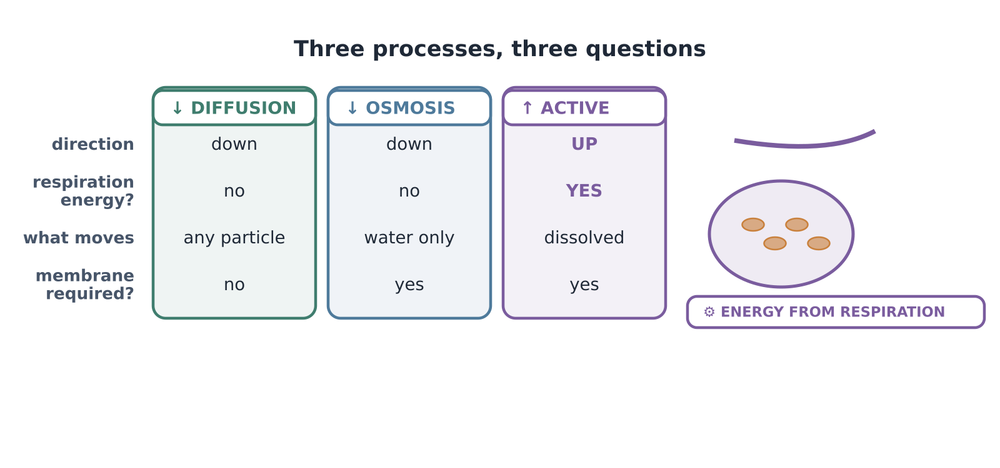 Three processes, three questions
↓ DIFFUSION
↓ OSMOSIS
↑ ACTIVE
direction
down
down
UP
respiration
energy?
no
no
YES
what moves
any particle
water only
dissolved
membrane
required?
no
yes
yes
⚙ ENERGY FROM RESPIRATION